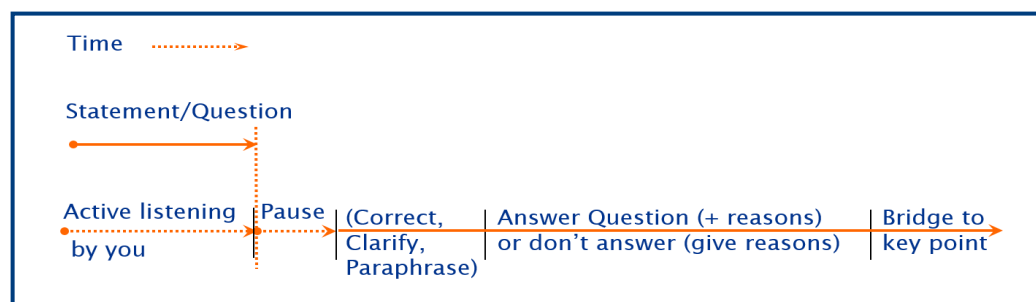 Time
Statement/Question
Active listening
by you
Pause
(Correct,
Clarify,
Paraphrase)
Answer Question (+ reasons)
or don’t answer (give reasons)
Bridge to
key point